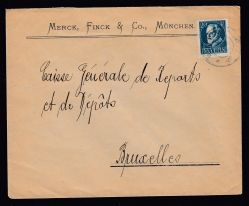 MERCK, FINCK & Co., MÜNCHEN.
Caisse Générale de Reports
et de Dépôts
Bruxelles